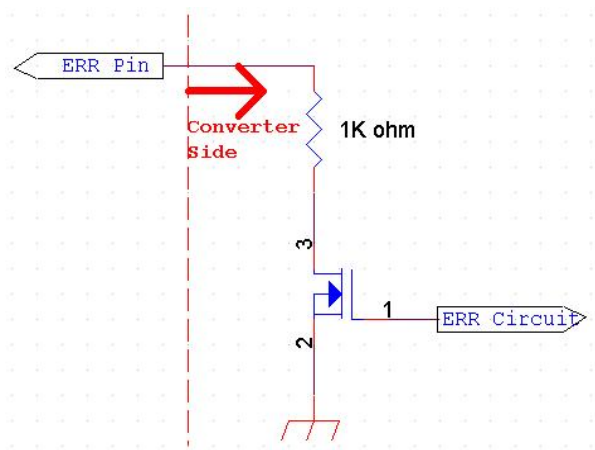 ERR Pin
Converter
Side
1K ohm
3
1
ERR Circuit
2